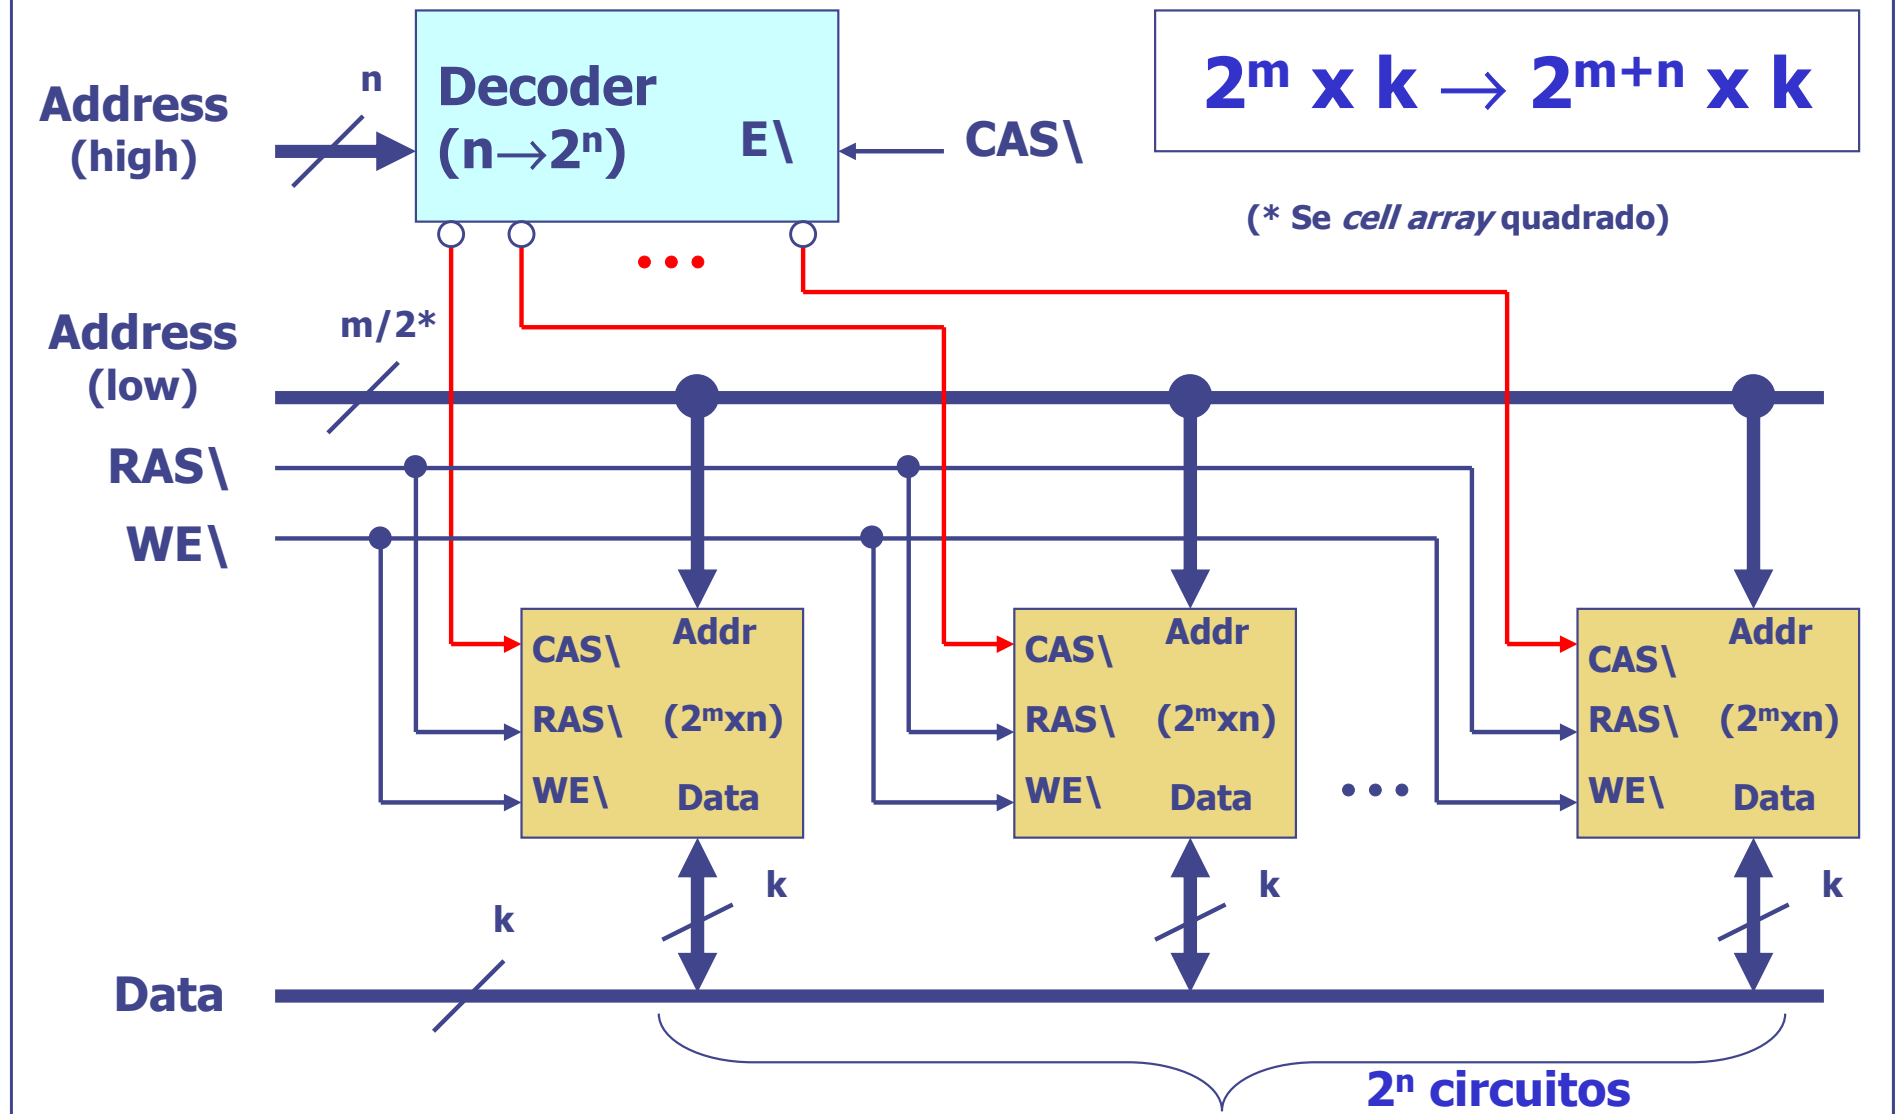 Address
(high)
n
Decoder
(n→2ⁿ)
E\
CAS\
2ᵐ x k → 2ᵐ⁺ⁿ x k
(* Se cell array quadrado)
• • •
Address
(low)
m/2*
RAS\
WE\
CAS\
Addr
RAS\
(2ᵐxn)
WE\
Data
CAS\
Addr
RAS\
(2ᵐxn)
WE\
Data
• • •
CAS\
Addr
RAS\
(2ᵐxn)
WE\
Data
k
k
k
k
Data
2ⁿ circuitos